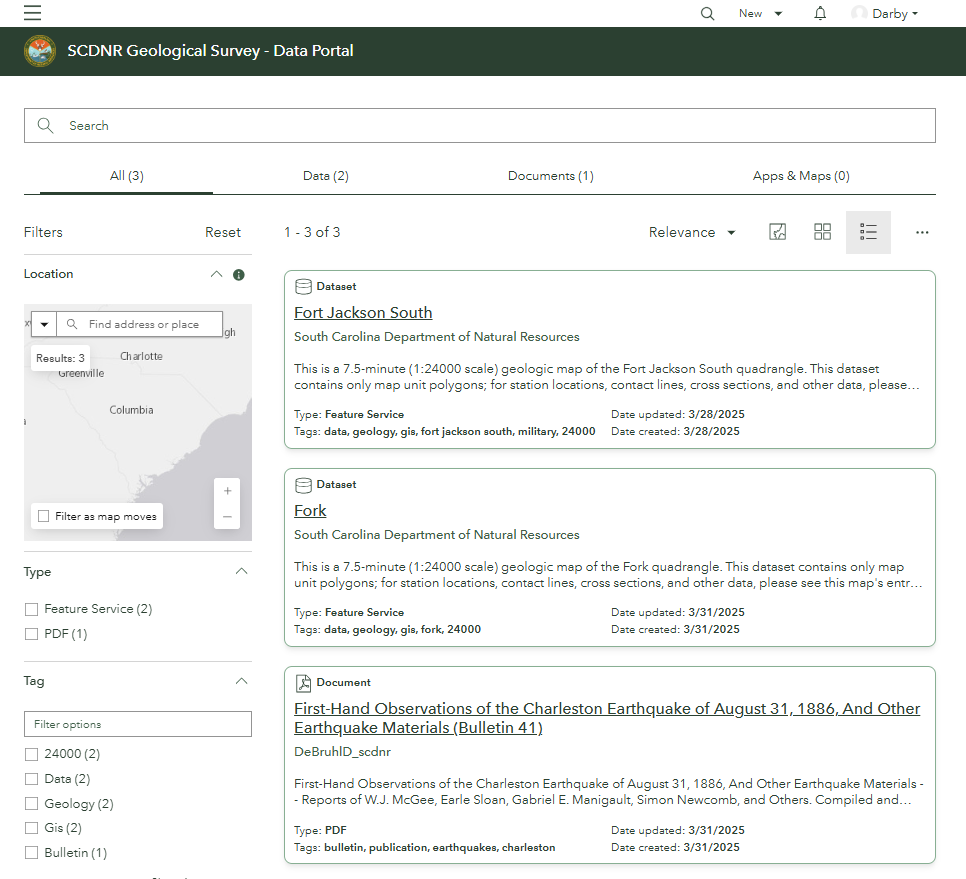 New
Darby
SCDNR Geological Survey - Data Portal
Search
All (3)
Data (2)
Documents (1)
Apps & Maps (0)
Filters
Reset
1 - 3 of 3
Relevance
Location
Find address or place
gh
Results: 3
Charlotte
Greenville
Columbia
+
−
Filter as map moves
Type
Feature Service (2)
PDF (1)
Tag
Filter options
24000 (2)
Data (2)
Geology (2)
Gis (2)
Bulletin (1)
Dataset
Fort Jackson South
South Carolina Department of Natural Resources
This is a 7.5-minute (1:24000 scale) geologic map of the Fort Jackson South quadrangle. This dataset
contains only map unit polygons; for station locations, contact lines, cross sections, and other data, please…
Type: Feature Service
Date updated: 3/28/2025
Tags: data, geology, gis, fort jackson south, military, 24000
Date created: 3/28/2025
Dataset
Fork
South Carolina Department of Natural Resources
This is a 7.5-minute (1:24000 scale) geologic map of the Fork quadrangle. This dataset contains only map
unit polygons; for station locations, contact lines, cross sections, and other data, please see this map's entr…
Type: Feature Service
Date updated: 3/31/2025
Tags: data, geology, gis, fork, 24000
Date created: 3/31/2025
Document
First-Hand Observations of the Charleston Earthquake of August 31, 1886, And Other
Earthquake Materials (Bulletin 41)
DeBruhlD_scdnr
First-Hand Observations of the Charleston Earthquake of August 31, 1886, And Other Earthquake Materials -
- Reports of W.J. McGee, Earle Sloan, Gabriel E. Manigault, Simon Newcomb, and Others. Compiled and…
Type: PDF
Date updated: 3/31/2025
Tags: bulletin, publication, earthquakes, charleston
Date created: 3/31/2025